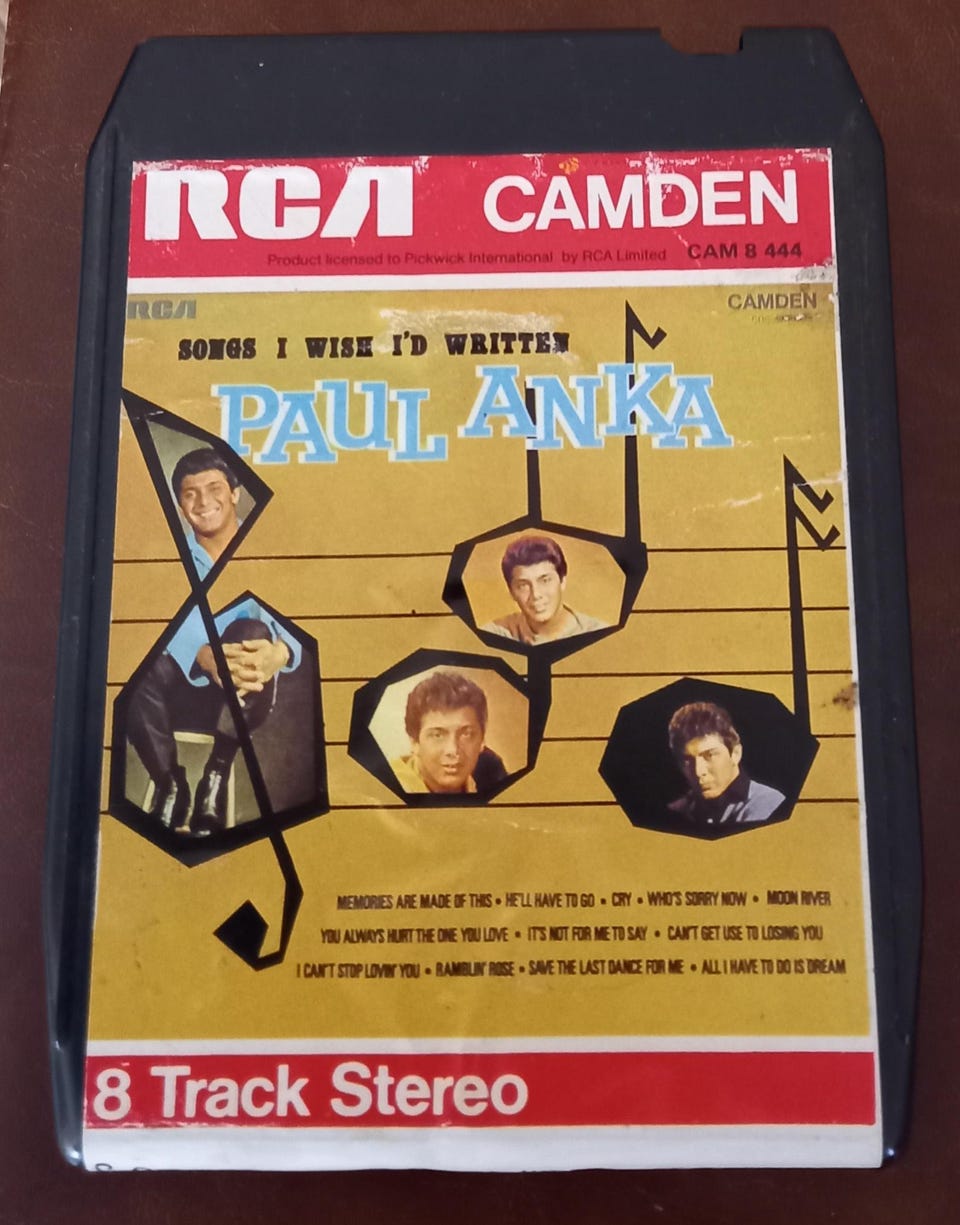 RCA CAMDEN
Product licensed to Pickwick International by RCA Limited CAM 8 444
RCA CAMDEN
SONGS I WISH I'D WRITTEN
PAUL ANKA
MEMORIES ARE MADE OF THIS • HE'LL HAVE TO GO • CRY • WHO'S SORRY NOW • MOON RIVER
YOU ALWAYS HURT THE ONE YOU LOVE • IT'S NOT FOR ME TO SAY • CAN'T GET USE TO LOSING YOU
I CAN'T STOP LOVIN' YOU • RAMBLIN' ROSE • SAVE THE LAST DANCE FOR ME • ALL I HAVE TO DO IS DREAM
8 Track Stereo